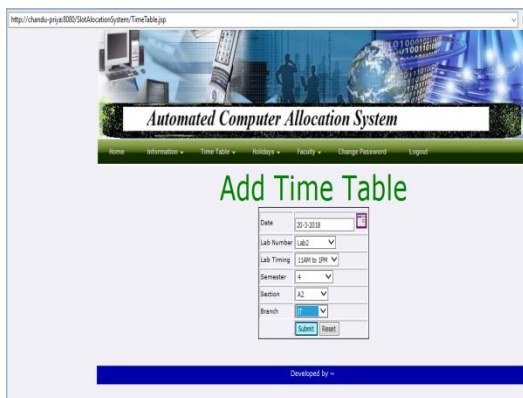 http://chandu-priya:8080/SlotAlocationSystem/TimeTable.jsp
Automated Computer Allocation System
Home Information Time Table Holidays Faculty Change Password Logout
Add Time Table
Date 20-3-2018
Lab Number Lab2
Lab Timing 11AM to 1PM
Semester 4
Section A2
Branch IT
Submit Reset
Developed by ~